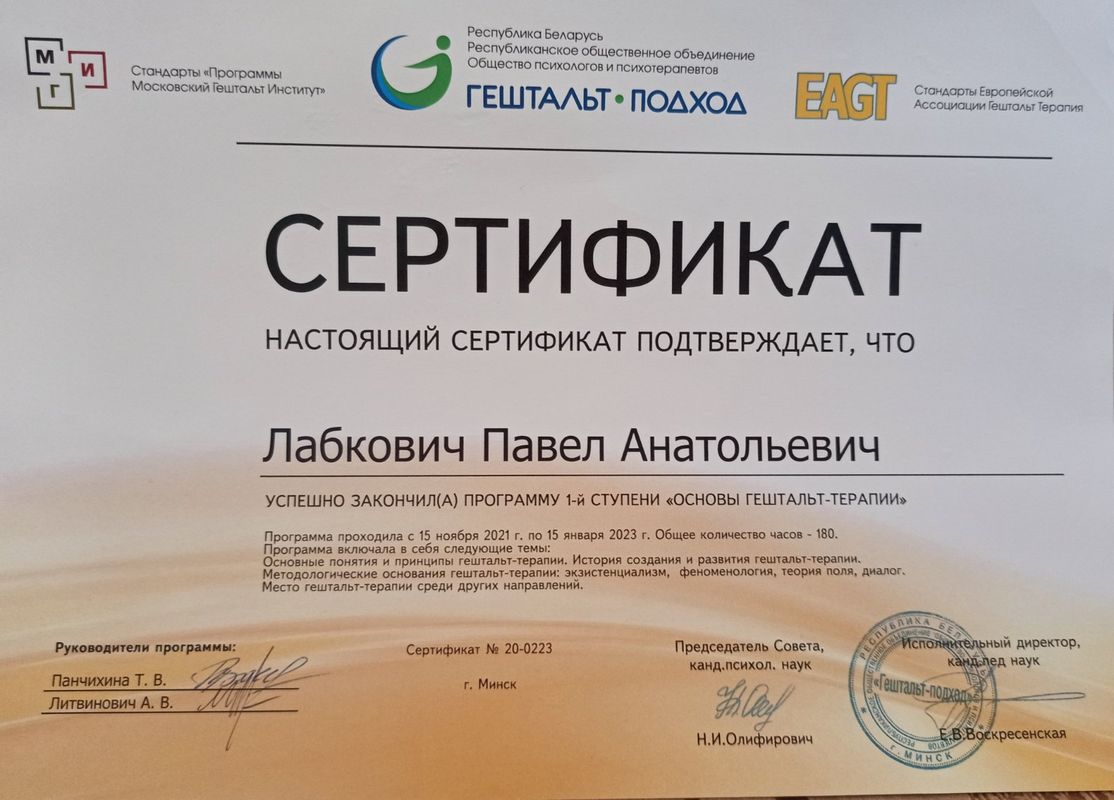 МИГ
Стандарты «Программы
Московский Гештальт Институт»
Республика Беларусь
Республиканское общественное объединение
Общество психологов и психотерапевтов
ГЕШТАЛЬТ•ПОДХОД
EAGT
Стандарты Европейской
Ассоциации Гештальт Терапия
СЕРТИФИКАТ
НАСТОЯЩИЙ СЕРТИФИКАТ ПОДТВЕРЖДАЕТ, ЧТО
Лабкович Павел Анатольевич
УСПЕШНО ЗАКОНЧИЛ(А) ПРОГРАММУ 1-й СТУПЕНИ «ОСНОВЫ ГЕШТАЛЬТ-ТЕРАПИИ»
Программа проходила с 15 ноября 2021 г. по 15 января 2023 г. Общее количество часов - 180.
Программа включала в себя следующие темы:
Основные понятия и принципы гештальт-терапии. История создания и развития гештальт-терапии.
Методологические основания гештальт-терапии: экзистенциализм, феноменология, теория поля, диалог.
Место гештальт-терапии среди других направлений.
Руководители программы:
Панчихина Т. В.
Литвинович А. В.
Сертификат № 20-0223
г. Минск
Председатель Совета,
канд.психол. наук
Н.И.Олифирович
Исполнительный директор,
канд.пед наук
Е.В.Воскресенская
РЕСПУБЛИКА БЕЛАРУСЬ
«Гештальт-подход»
г. МИНСК